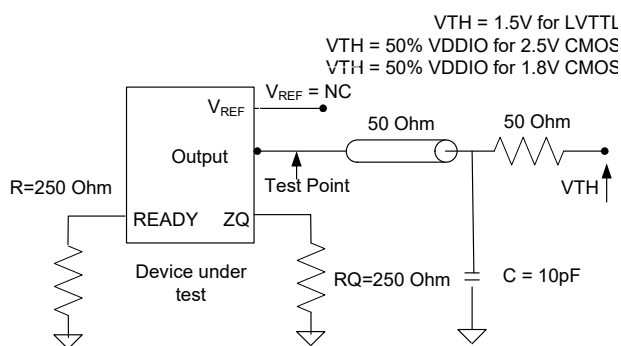 VTH = 1.5V for LVTTL
VTH = 50% VDDIO for 2.5V CMOS
VTH = 50% VDDIO for 1.8V CMOS
VREF = NC
VREF
50 Ohm
50 Ohm
Output
Test Point
VTH
R=250 Ohm
READY
ZQ
Device under
test
RQ=250 Ohm
C = 10pF